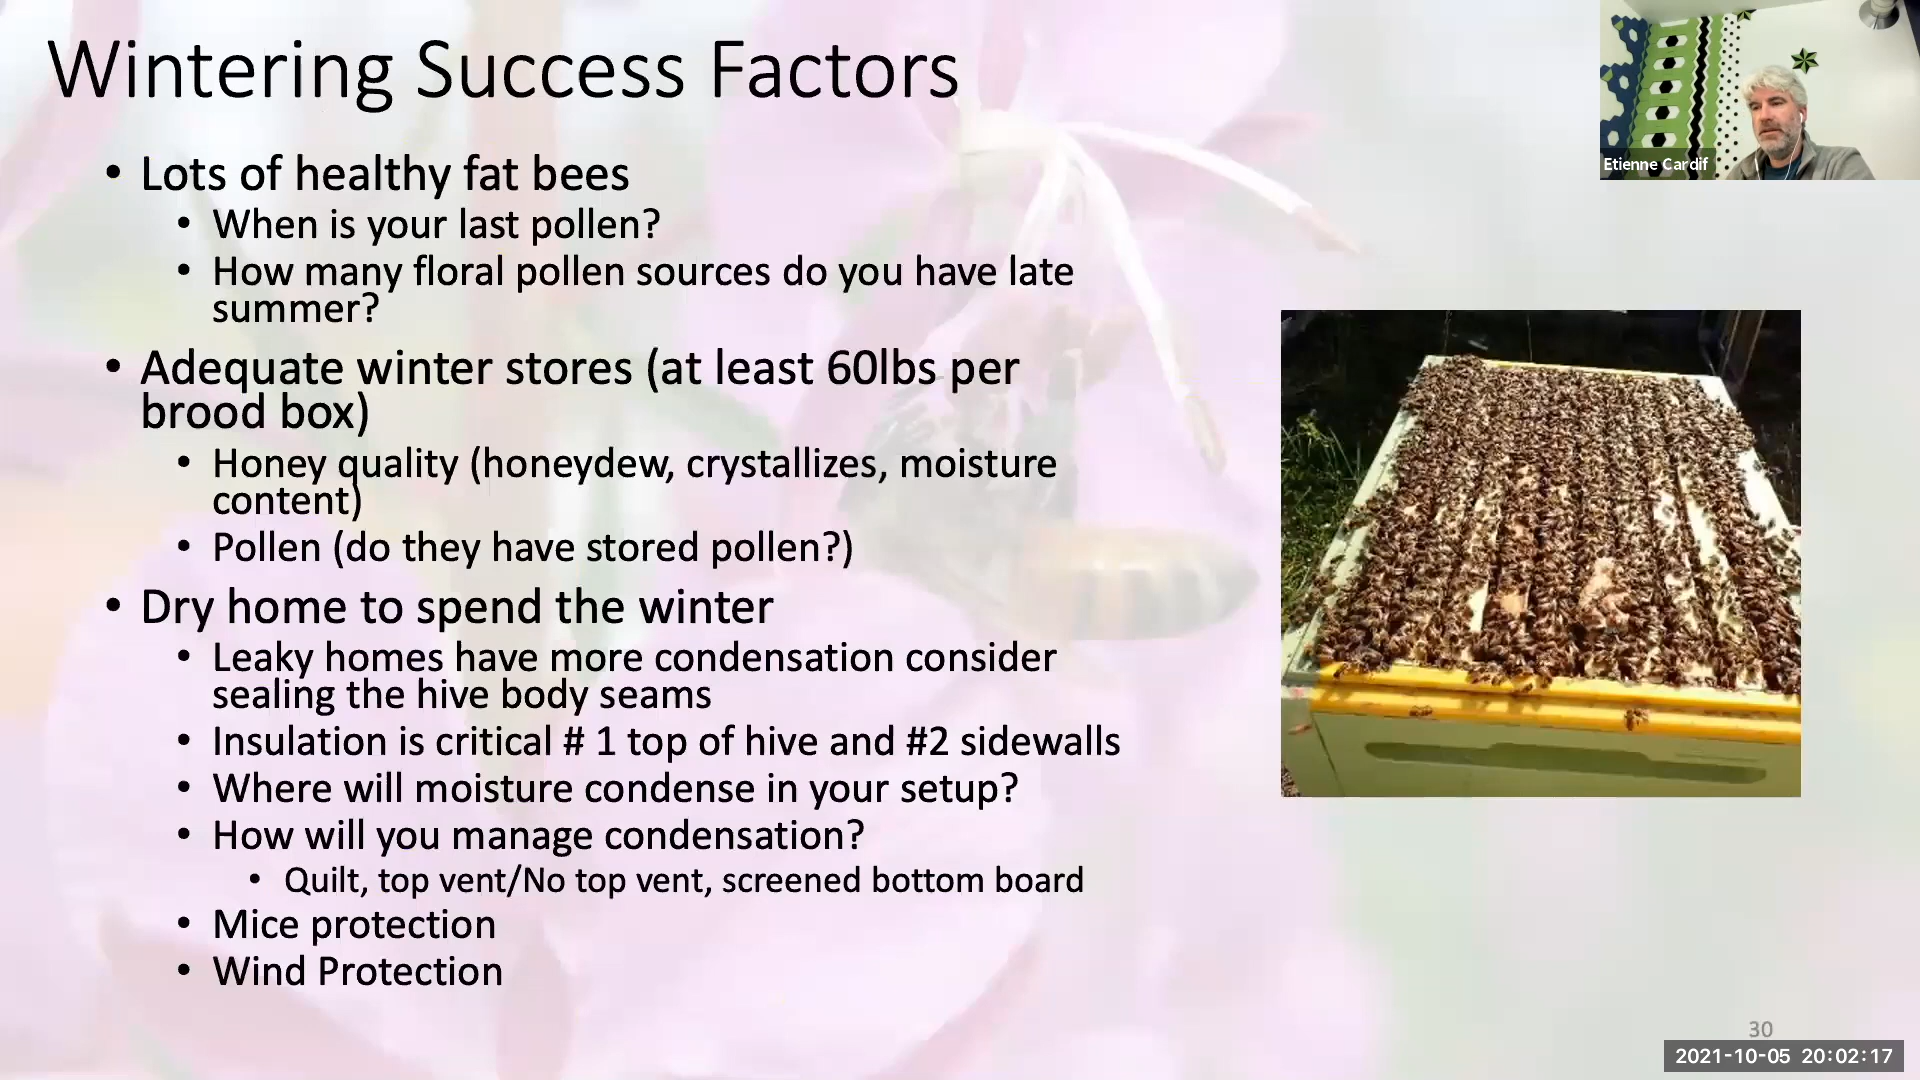 Wintering Success Factors
Etienne Cardif
• Lots of healthy fat bees
• When is your last pollen?
• How many floral pollen sources do you have late
summer?
• Adequate winter stores (at least 60lbs per
brood box)
• Honey quality (honeydew, crystallizes, moisture
content)
• Pollen (do they have stored pollen?)
• Dry home to spend the winter
• Leaky homes have more condensation consider
sealing the hive body seams
• Insulation is critical # 1 top of hive and #2 sidewalls
• Where will moisture condense in your setup?
• How will you manage condensation?
• Quilt, top vent/No top vent, screened bottom board
• Mice protection
• Wind Protection
30
2021-10-05 20:02:17